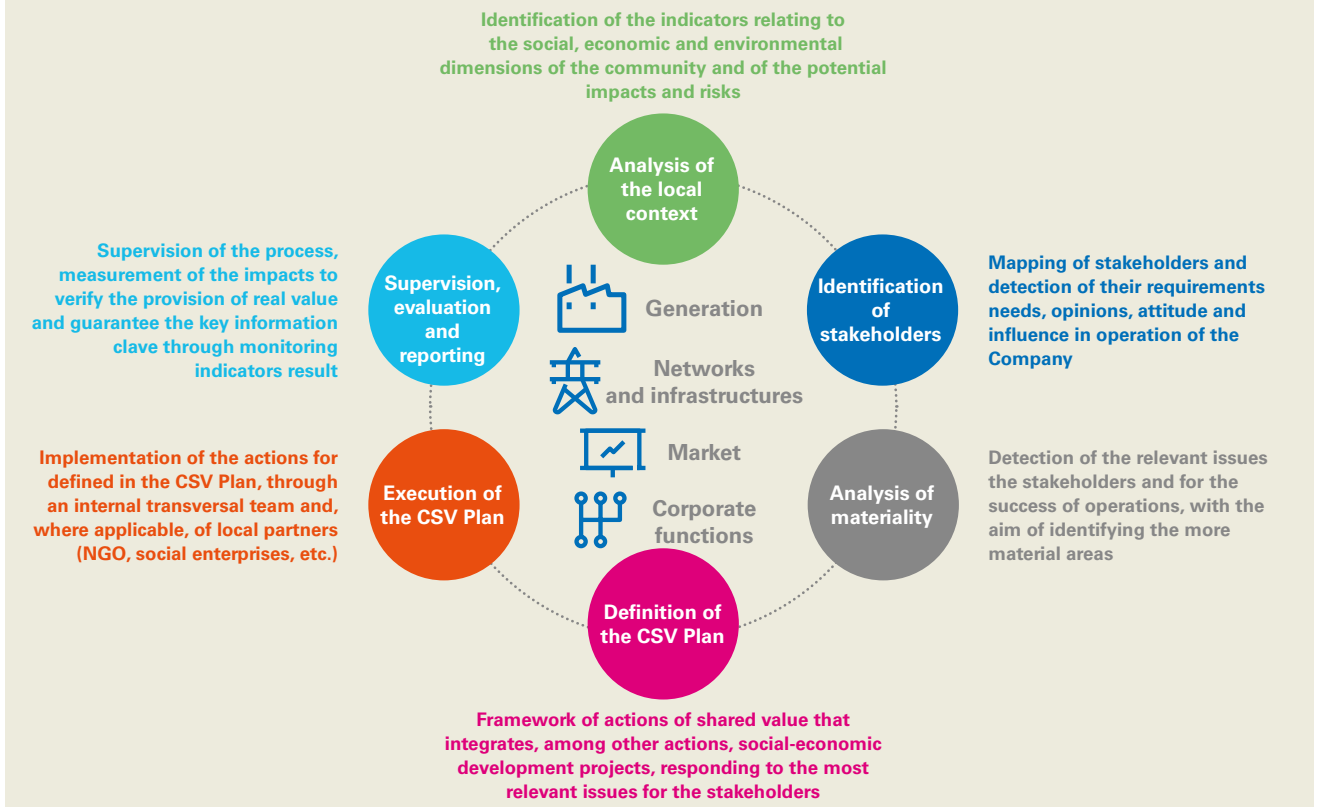 Identification of the indicators relating to
the social, economic and environmental
dimensions of the community and of the potential
impacts and risks
Analysis of
the local
context
Identification
of
stakeholders
Mapping of stakeholders and
detection of their requirements
needs, opinions, attitude and
influence in operation of the
Company
Analysis of
materiality
Detection of the relevant issues
the stakeholders and for the
success of operations, with the
aim of identifying the more
material areas
Definition of
the CSV Plan
Framework of actions of shared value that
integrates, among other actions, social-economic
development projects, responding to the most
relevant issues for the stakeholders
Execution of
the CSV Plan
Implementation of the actions for
defined in the CSV Plan, through
an internal transversal team and,
where applicable, of local partners
(NGO, social enterprises, etc.)
Supervision,
evaluation
and
reporting
Supervision of the process,
measurement of the impacts to
verify the provision of real value
and guarantee the key information
clave through monitoring
indicators result
Generation
Networks
and infrastructures
Market
Corporate
functions